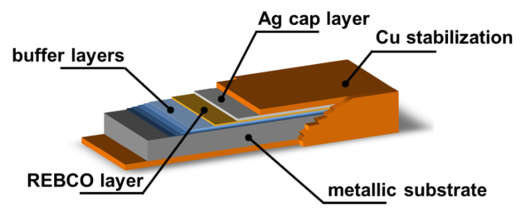 Ag cap layer
Cu stabilization
buffer layers
REBCO layer
metallic substrate